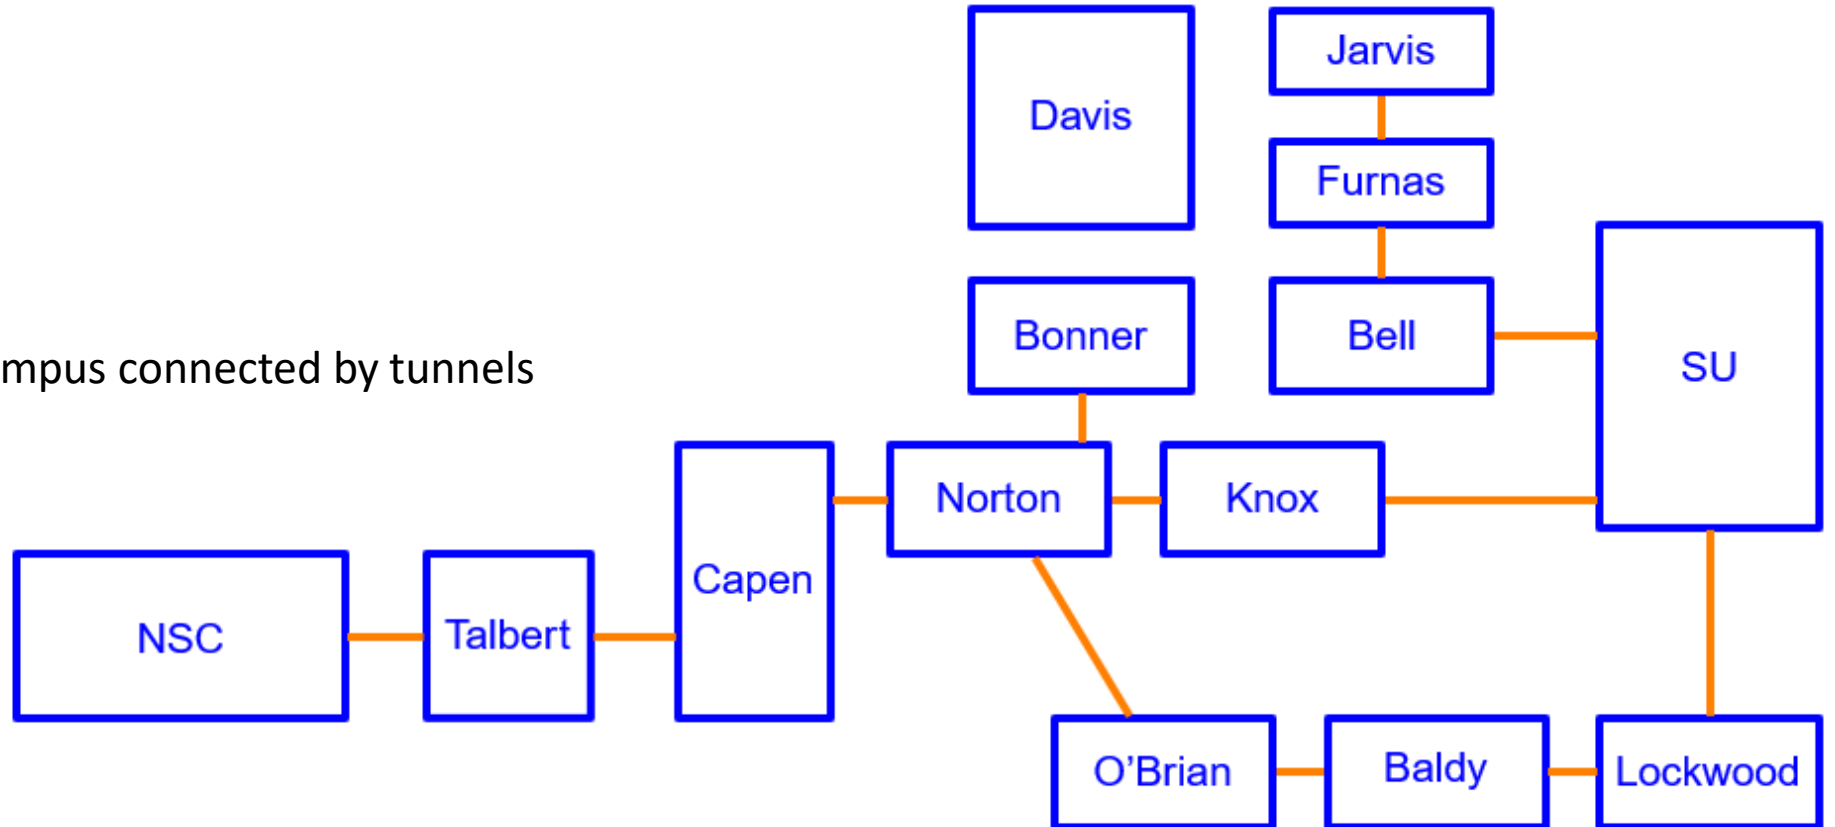 Jarvis
Davis
Furnas
Bonner
Bell
SU
mpus connected by tunnels
Norton
Knox
Capen
NSC
Talbert
O’Brian
Baldy
Lockwood